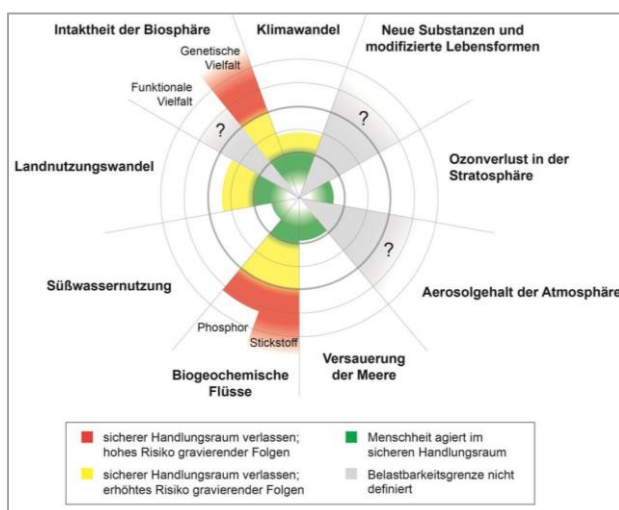 Intaktheit der Biosphäre
Klimawandel
Neue Substanzen und
modifizierte Lebensformen
Genetische
Vielfalt
Funktionale
Vielfalt
?
?
Landnutzungswandel
Ozonverlust in der
Stratosphäre
?
Süßwassernutzung
Aerosolgehalt der Atmosphäre
Phosphor
Stickstoff
Versauerung
der Meere
Biogeochemische
Flüsse
sicherer Handlungsraum verlassen;
hohes Risiko gravierender Folgen
sicherer Handlungsraum verlassen;
erhöhtes Risiko gravierender Folgen
Menschheit agiert im
sicheren Handlungsraum
Belastbarkeitsgrenze nicht
definiert